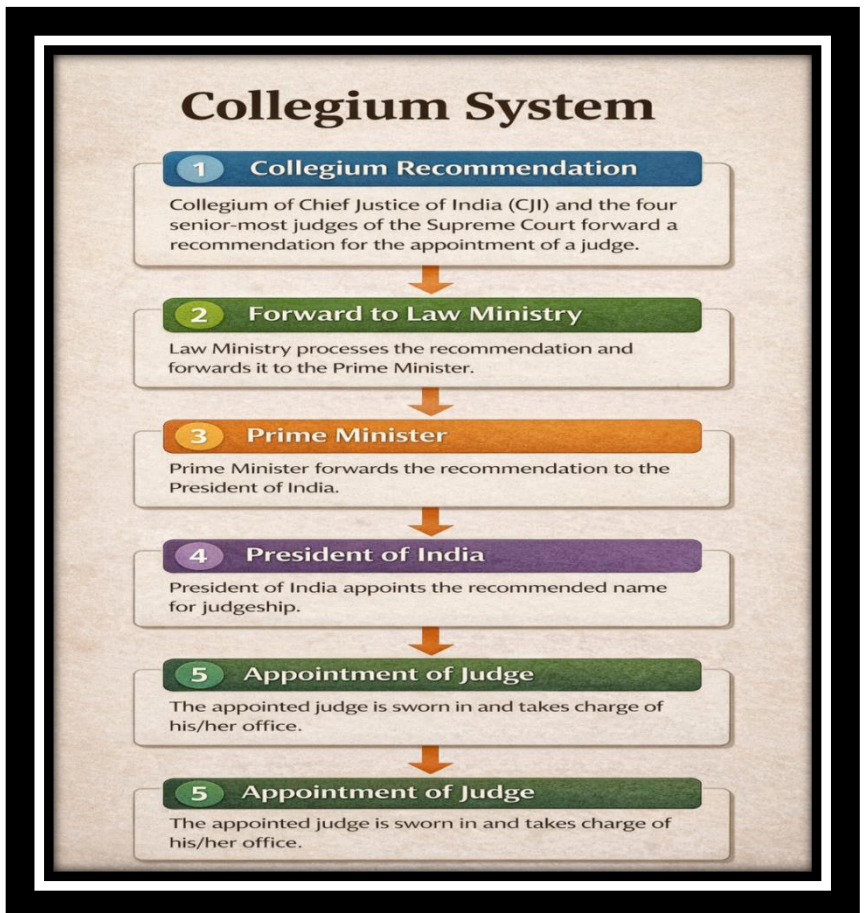 Collegium System
1 Collegium Recommendation
Collegium of Chief Justice of India (CJI) and the four
senior-most judges of the Supreme Court forward a
recommendation for the appointment of a judge.
2 Forward to Law Ministry
Law Ministry processes the recommendation and
forwards it to the Prime Minister.
3 Prime Minister
Prime Minister forwards the recommendation to the
President of India.
4 President of India
President of India appoints the recommended name
for judgeship.
5 Appointment of Judge
The appointed judge is sworn in and takes charge of
his/her office.
5 Appointment of Judge
The appointed judge is sworn in and takes charge of
his/her office.